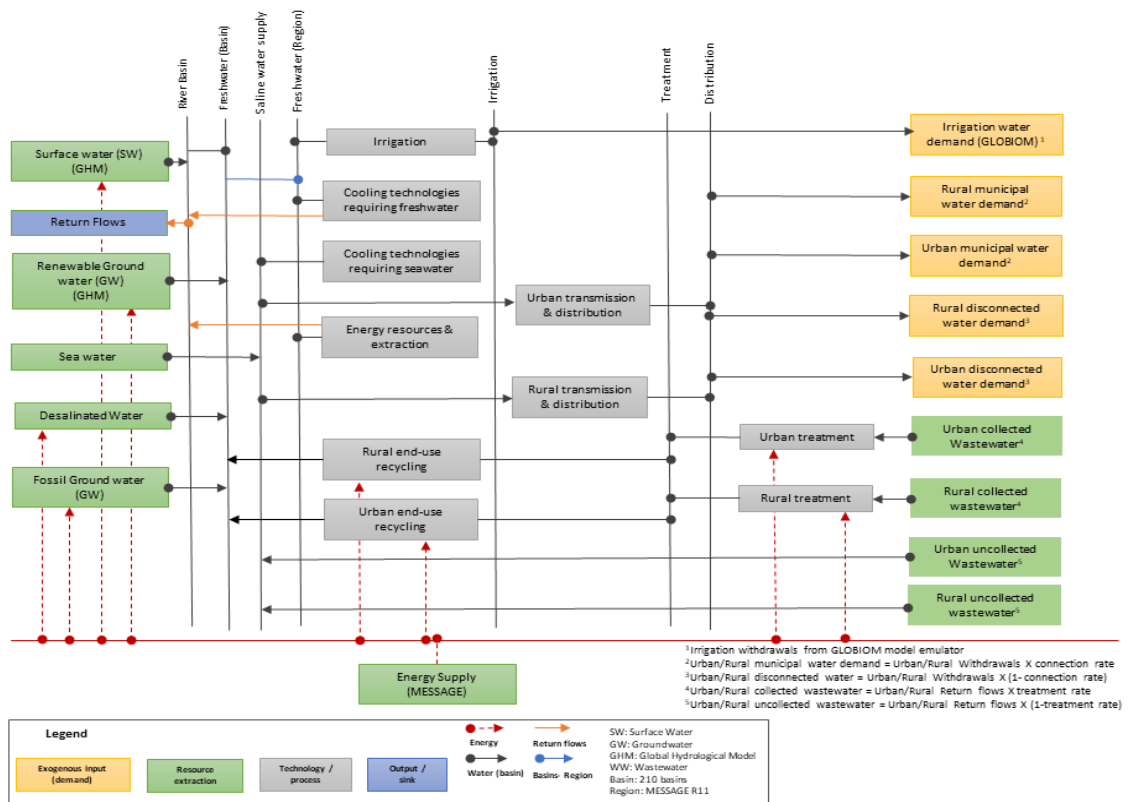 River Basin
Freshwater (Basin)
Saline water supply
Freshwater (Region)
Irrigation
Treatment
Distribution
Surface water (SW)
(GHM)
Return Flows
Renewable Ground
water (GW)
(GHM)
Sea water
Desalinated Water
Fossil Ground water
(GW)
Irrigation
Cooling technologies
requiring freshwater
Cooling technologies
requiring seawater
Energy resources &
extraction
Rural end-use
recycling
Urban end-use
recycling
Urban transmission
& distribution
Rural transmission
& distribution
Urban treatment
Rural treatment
Irrigation water
demand (GLOBIOM) ¹
Rural municipal
water demand²
Urban municipal water
demand²
Rural disconnected
water demand³
Urban disconnected
water demand³
Urban collected
Wastewater⁴
Rural collected
wastewater⁴
Urban uncollected
Wastewater⁵
Rural uncollected
wastewater⁵
Energy Supply
(MESSAGE)
¹Irrigation withdrawals from GLOBIOM model emulator
²Urban/Rural municipal water demand = Urban/Rural Withdrawals X connection rate
³Urban/Rural disconnected water = Urban/Rural Withdrawals X (1- connection rate)
⁴Urban/Rural collected wastewater = Urban/Rural Return flows X treatment rate
⁵Urban/Rural uncollected wastewater = Urban/Rural Return flows X (1-treatment rate)
Legend
Exogenous input
(demand)
Resource
extraction
Technology /
process
Output /
sink
Energy
Return flows
Water (basin)
Basins- Region
SW: Surface Water
GW: Groundwater
GHM: Global Hydrological Model
WW: Wastewater
Basin: 210 basins
Region: MESSAGE R11